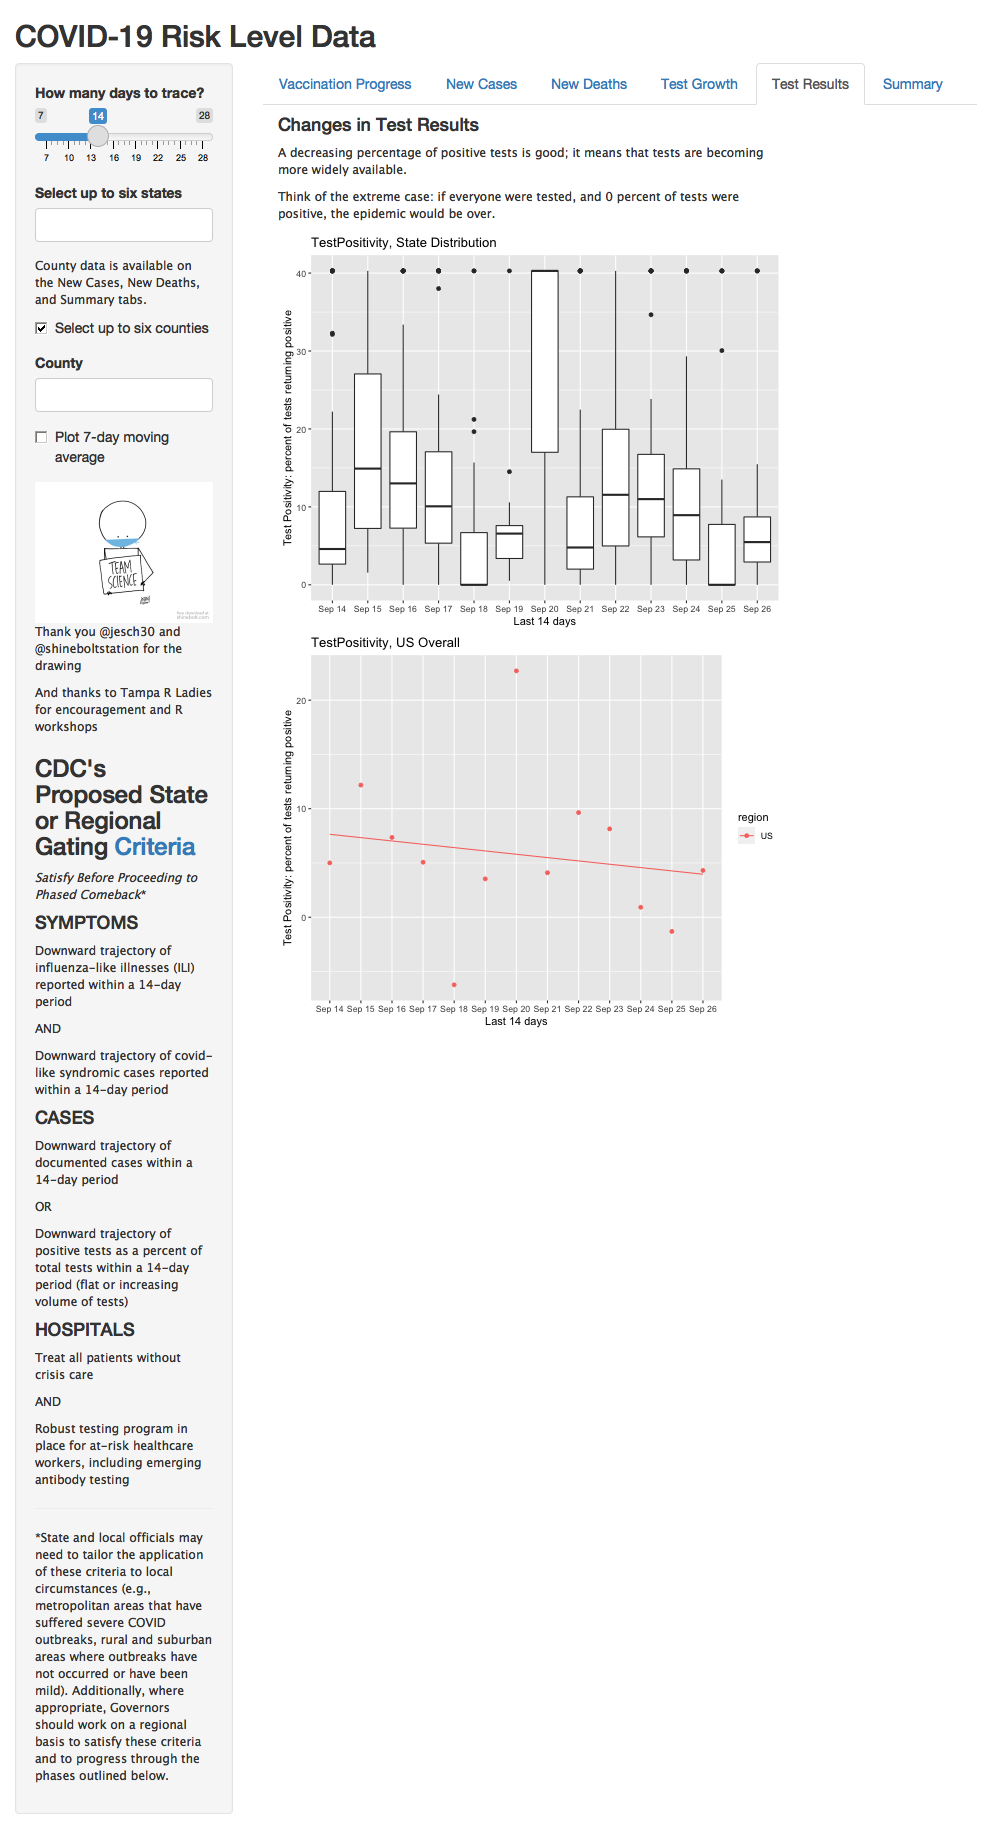 COVID-19 Risk Level Data
How many days to trace?
7 14 28
7 10 13 16 19 22 25 28
Select up to six states
County data is available on
the New Cases, New Deaths,
and Summary tabs.
Select up to six counties
County
Plot 7-day moving
average
TEAM
SCIENCE
Thank you @jesch30 and
@shineboltstation for the
drawing
And thanks to Tampa R Ladies
for encouragement and R
workshops
CDC's
Proposed State
or Regional
Gating Criteria
Satisfy Before Proceeding to
Phased Comeback*
SYMPTOMS
Downward trajectory of
influenza-like illnesses (ILI)
reported within a 14-day
period
AND
Downward trajectory of covid-
like syndromic cases reported
within a 14-day period
CASES
Downward trajectory of
documented cases within a
14-day period
OR
Downward trajectory of
positive tests as a percent of
total tests within a 14-day
period (flat or increasing
volume of tests)
HOSPITALS
Treat all patients without
crisis care
AND
Robust testing program in
place for at-risk healthcare
workers, including emerging
antibody testing
*State and local officials may
need to tailor the application
of these criteria to local
circumstances (e.g.,
metropolitan areas that have
suffered severe COVID
outbreaks, rural and suburban
areas where outbreaks have
not occurred or have been
mild). Additionally, where
appropriate, Governors
should work on a regional
basis to satisfy these criteria
and to progress through the
phases outlined below.
Vaccination Progress New Cases New Deaths Test Growth Test Results Summary
Changes in Test Results
A decreasing percentage of positive tests is good; it means that tests are becoming
more widely available.
Think of the extreme case: if everyone were tested, and 0 percent of tests were
positive, the epidemic would be over.
TestPositivity, State Distribution
Test Positivity: percent of tests returning positive
40
30
20
10
0
Sep 14 Sep 15 Sep 16 Sep 17 Sep 18 Sep 19 Sep 20 Sep 21 Sep 22 Sep 23 Sep 24 Sep 25 Sep 26
Last 14 days
TestPositivity, US Overall
Test Positivity: percent of tests returning positive
20
10
0
Sep 14 Sep 15 Sep 16 Sep 17 Sep 18 Sep 19 Sep 20 Sep 21 Sep 22 Sep 23 Sep 24 Sep 25 Sep 26
Last 14 days
region
US